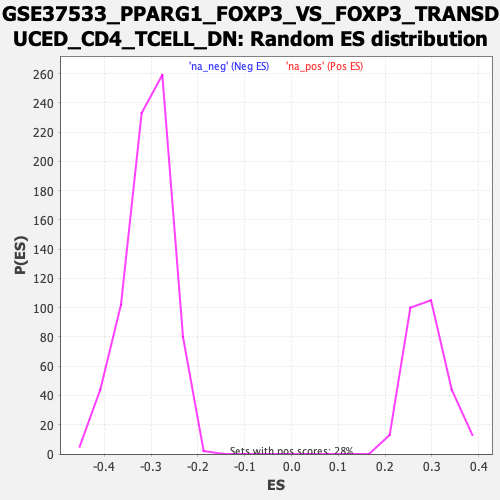 GSE37533_PPARG1_FOXP3_VS_FOXP3_TRANSD
UCED_CD4_TCELL_DN: Random ES distribution
'na_neg' (Neg ES) 'na_pos' (Pos ES)
260
240
220
200
180
160
140
120
100
80
60
40
20
0
P(ES)
Sets with pos scores: 28%
-0.4 -0.3 -0.2 -0.1 0.0 0.1 0.2 0.3 0.4
ES